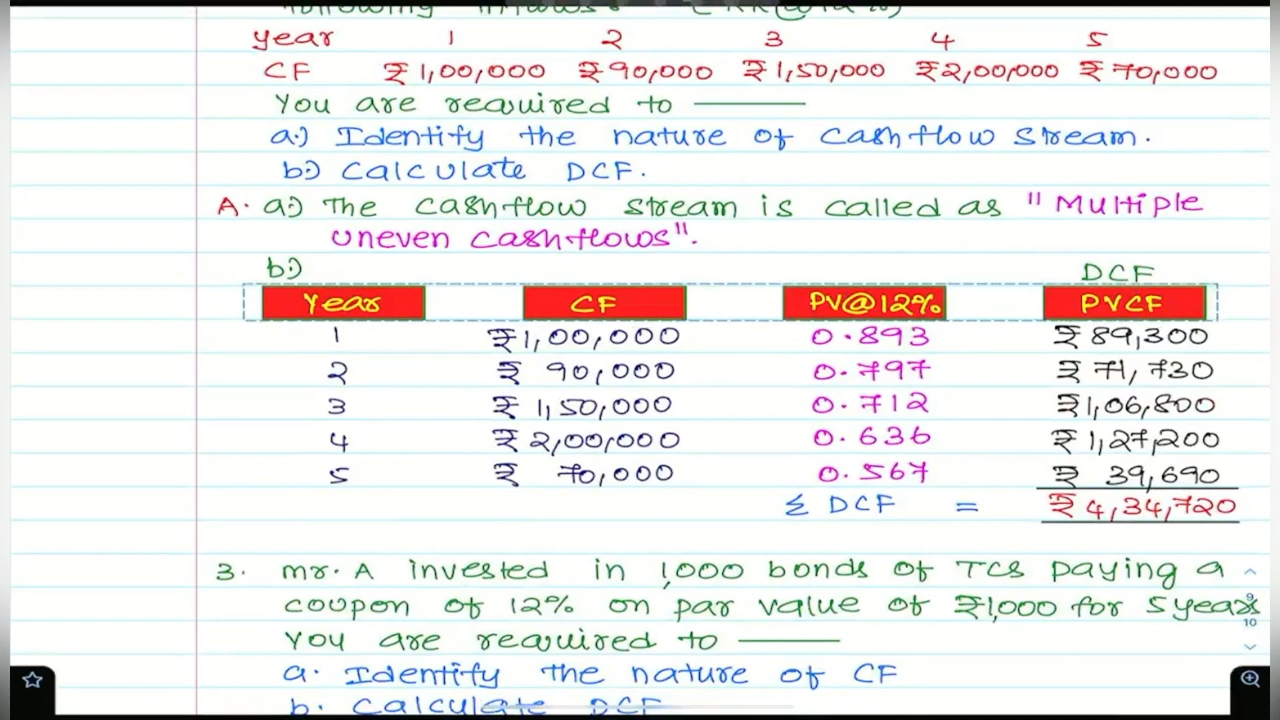 Year 1 2 3 4 5
CF ₹1,00,000 ₹90,000 ₹1,50,000 ₹2,00,000 ₹70,000
You are required to
a.) Identify the nature of cashflow stream.
b.) Calculate DCF.
A. a.) The cashflow stream is called as "Multiple
uneven cashflows".
b.) DCF
Year CF PV@12% PVCF
1 ₹1,00,000 0.893 ₹89,300
2 ₹ 90,000 0.797 ₹71,730
3 ₹ 1,50,000 0.712 ₹1,06,800
4 ₹2,00,000 0.636 ₹1,27,200
5 ₹ 70,000 0.567 ₹ 39,690
Σ DCF = ₹4,34,720
3. Mr. A invested in 1,000 bonds of TCS paying a
coupon of 12% on par value of ₹1,000 for 5 years
9
10
You are required to
a. Identify the nature of CF
b. Calculate DCF